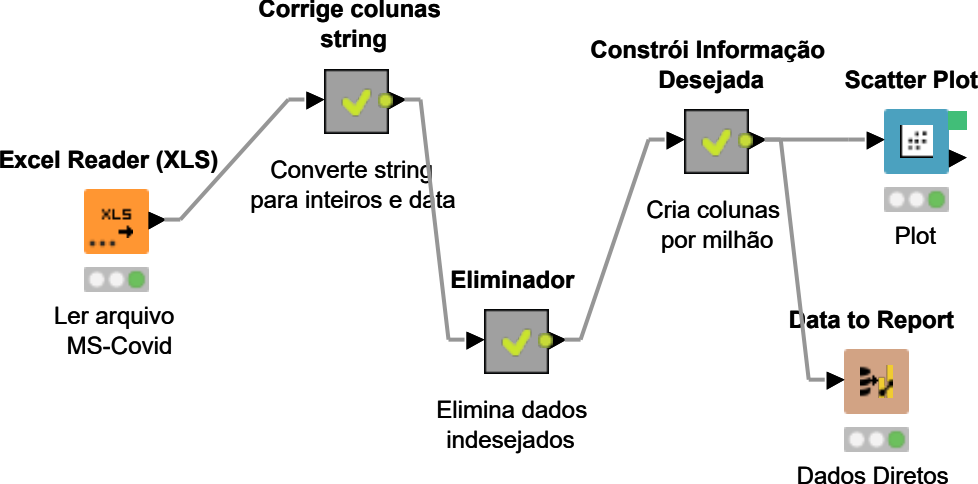 Corrige colunas
string
Converte string
para inteiros e data
Excel Reader (XLS)
XLS
Ler arquivo
MS-Covid
Eliminador
Elimina dados
indesejados
Constrói Informação
Desejada
Cria colunas
por milhão
Scatter Plot
Plot
Data to Report
Dados Diretos